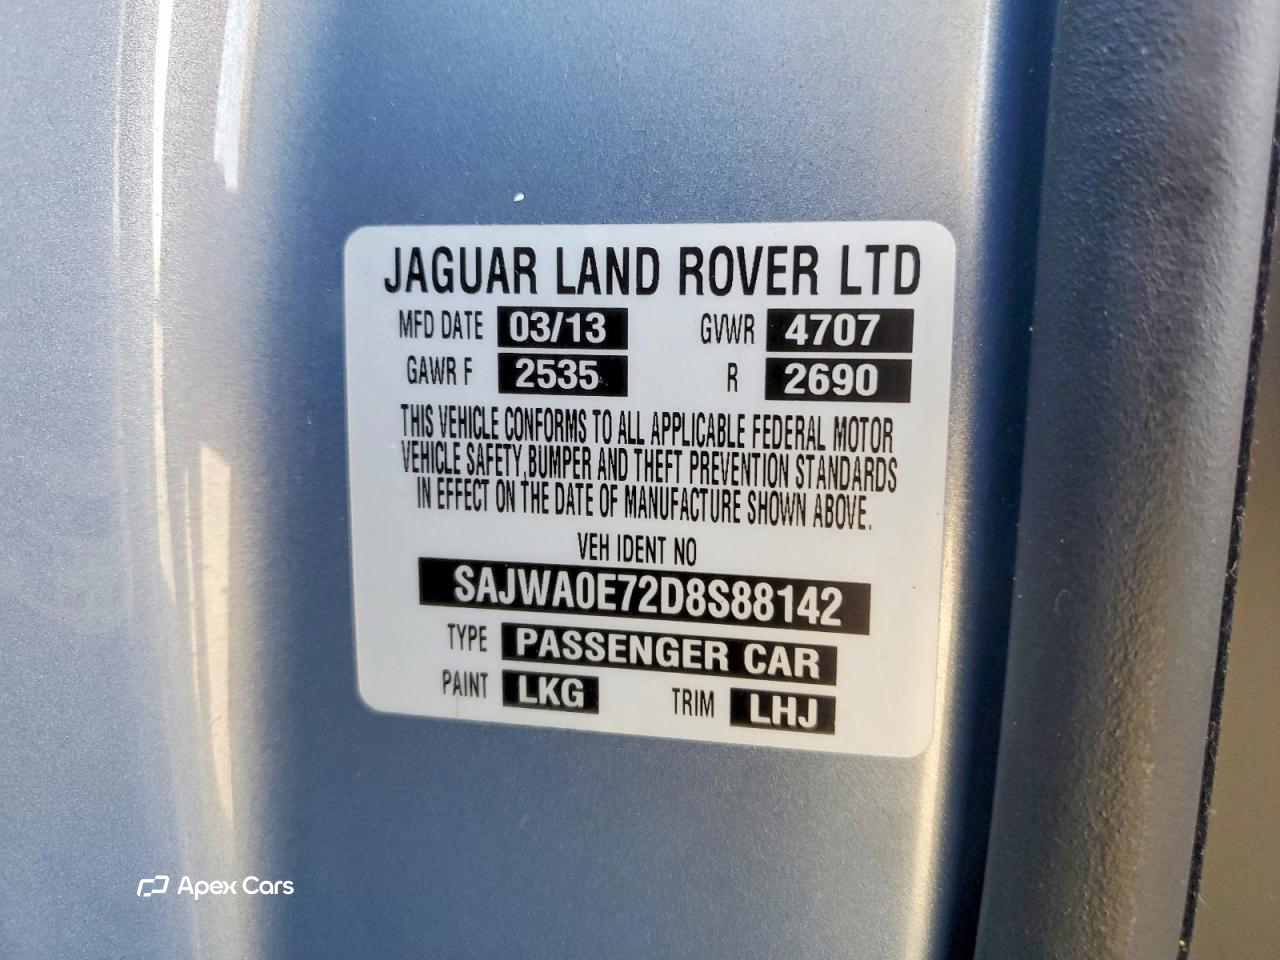 JAGUAR LAND ROVER LTD
MFD DATE 03/13 GVWR 4707
GAWR F 2535 R 2690
THIS VEHICLE CONFORMS TO ALL APPLICABLE FEDERAL MOTOR
VEHICLE SAFETY, BUMPER AND THEFT PREVENTION STANDARDS
IN EFFECT ON THE DATE OF MANUFACTURE SHOWN ABOVE.
VEH IDENT NO
SAJWA0E72D8S88142
TYPE PASSENGER CAR
PAINT LKG TRIM LHJ
Apex Cars